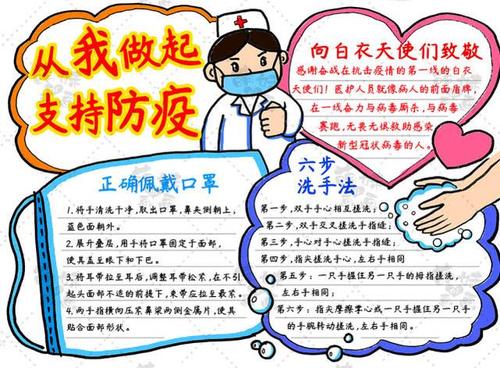 从我做起
支持防疫
向白衣天使们致敬
感谢奋战在抗击疫情的第一线的白衣
天使们!医护人员就像病人的前面盾牌,
在一线奋力与病毒厮杀,与病毒
赛跑,无畏无惧救助感染
新型冠状病毒的人。
正确佩戴口罩
1.将手清洗干净,取出口罩,鼻夹侧朝上,
蓝色面朝外。
2.展开叠层,用手将口罩固定于面部,
使其盖至眼下和下巴。
3.将耳带拉至耳后,调整耳带松紧,在不引
起头面部不适的前提下,束带应拉至最紧。
4.两手指横向压紧鼻梁两侧金属片,使其
贴合面部形状。
六步
洗手法
第一步,双手手心相互搓洗;
第二步:双手交叉搓洗手指缝;
第三步:手心对手心搓洗手指缝;
第四步:指尖搓洗手心,左右手相同;
第五步:一只手握住另一只手的拇指搓洗,
左右手相同
第六步:指尖摩擦掌心或一只手握住另一只手
的手腕转动搓洗,左右手相同。